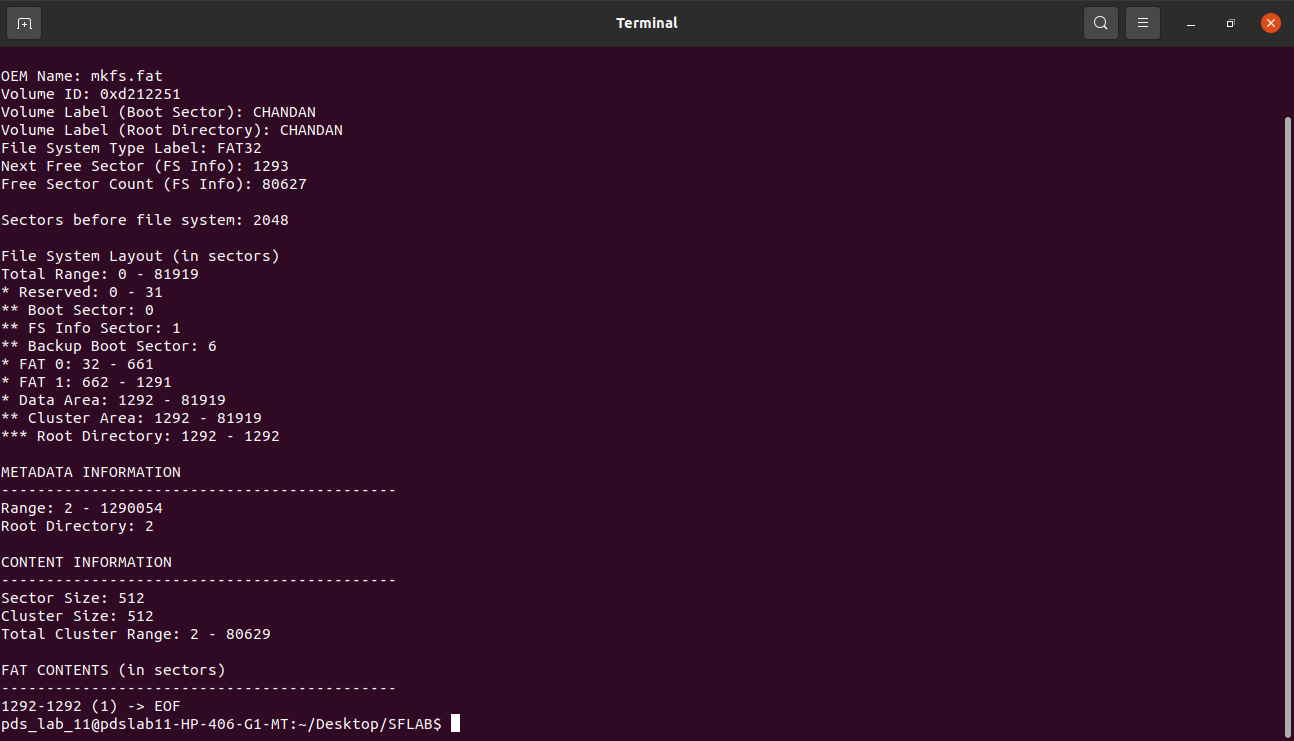 Terminal
OEM Name: mkfs.fat
Volume ID: 0xd212251
Volume Label (Boot Sector): CHANDAN
Volume Label (Root Directory): CHANDAN
File System Type Label: FAT32
Next Free Sector (FS Info): 1293
Free Sector Count (FS Info): 80627
Sectors before file system: 2048
File System Layout (in sectors)
Total Range: 0 - 81919
* Reserved: 0 - 31
** Boot Sector: 0
** FS Info Sector: 1
** Backup Boot Sector: 6
* FAT 0: 32 - 661
* FAT 1: 662 - 1291
* Data Area: 1292 - 81919
** Cluster Area: 1292 - 81919
*** Root Directory: 1292 - 1292
METADATA INFORMATION
--------------------------------------------
Range: 2 - 1290054
Root Directory: 2
CONTENT INFORMATION
--------------------------------------------
Sector Size: 512
Cluster Size: 512
Total Cluster Range: 2 - 80629
FAT CONTENTS (in sectors)
--------------------------------------------
1292-1292 (1) -> EOF
pds_lab_11@pdslab11-HP-406-G1-MT:~/Desktop/SFLAB$